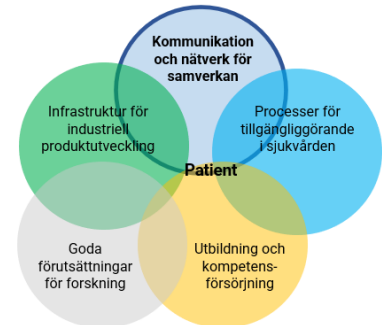 Kommunikation
och nätverk för
samverkan
Infrastruktur för
industriell
produktutveckling
Processer för
tillgängliggörande
i sjukvården
Patient
Goda
förutsättningar
för forskning
Utbildning och
kompetens-
försörjning